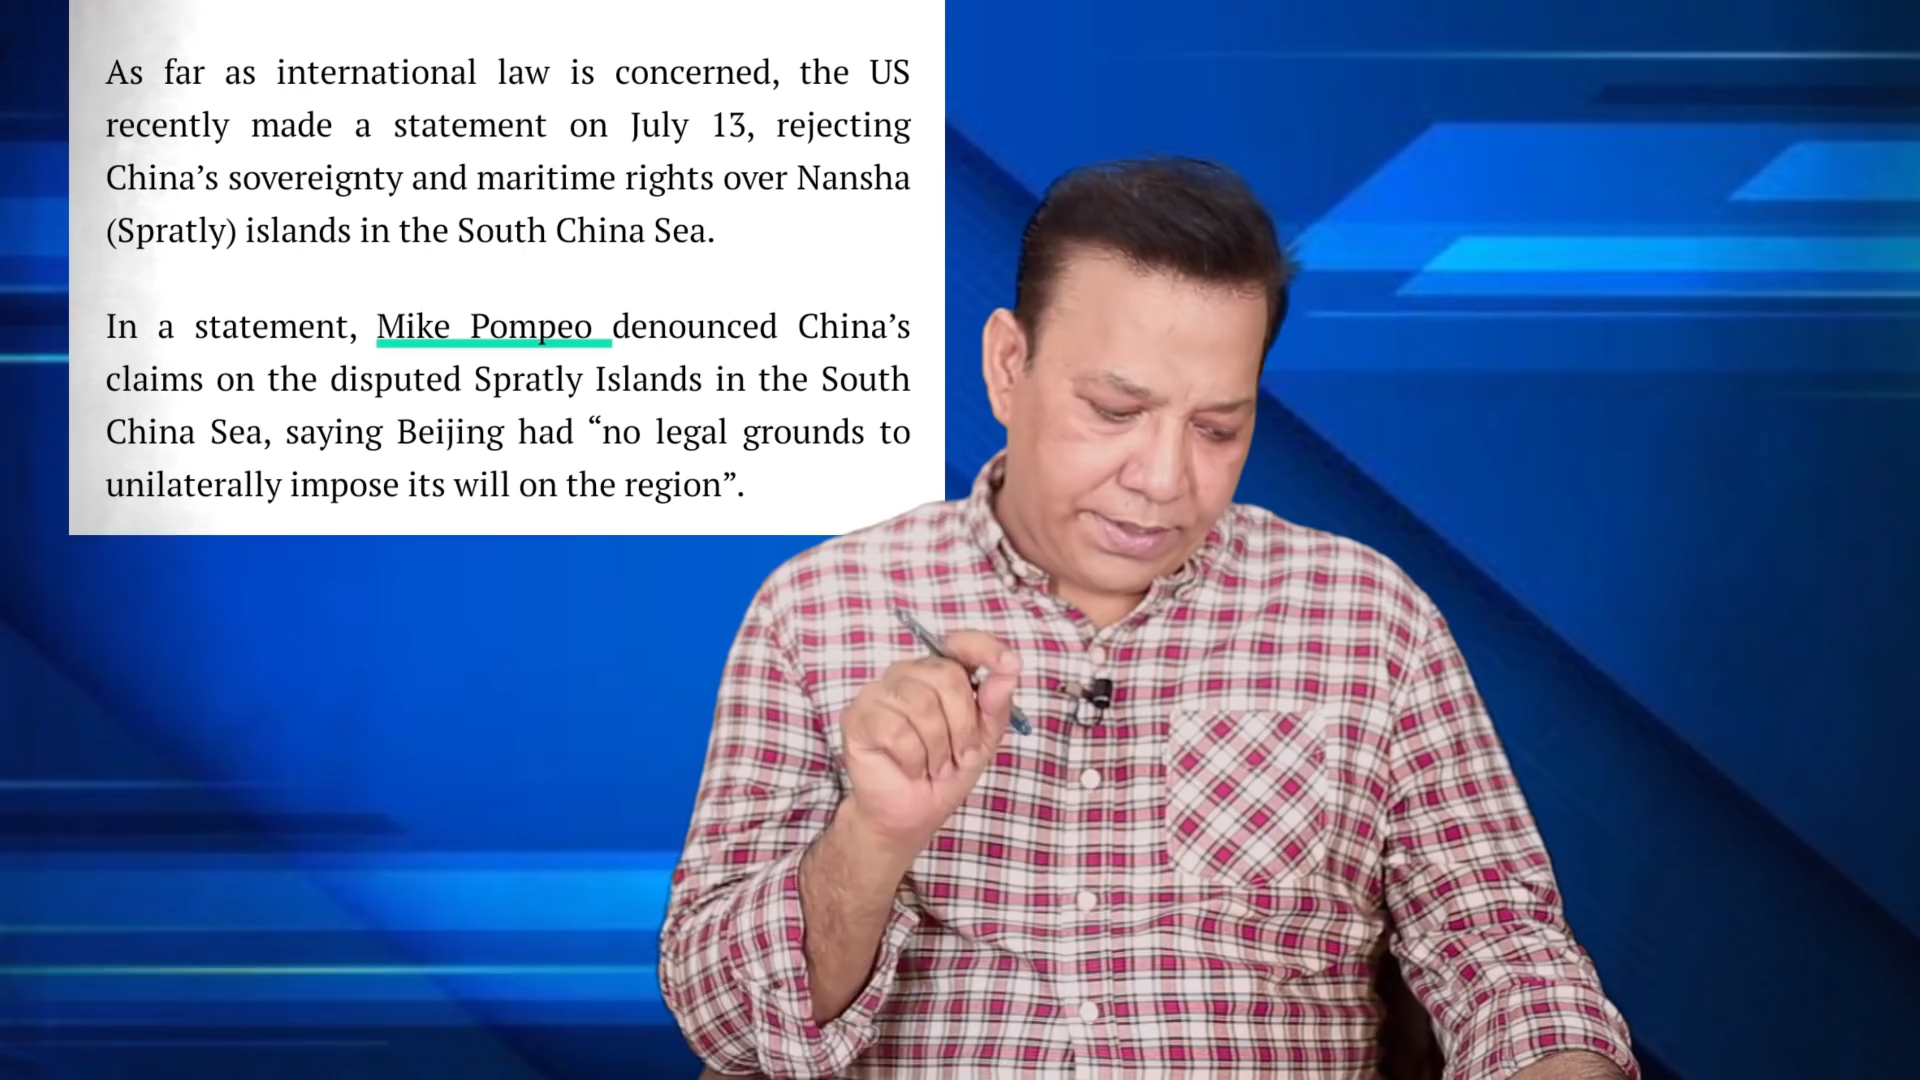 As far as international law is concerned, the US
recently made a statement on July 13, rejecting
China’s sovereignty and maritime rights over Nansha
(Spratly) islands in the South China Sea.
In a statement, Mike Pompeo denounced China’s
claims on the disputed Spratly Islands in the South
China Sea, saying Beijing had “no legal grounds to
unilaterally impose its will on the region”.